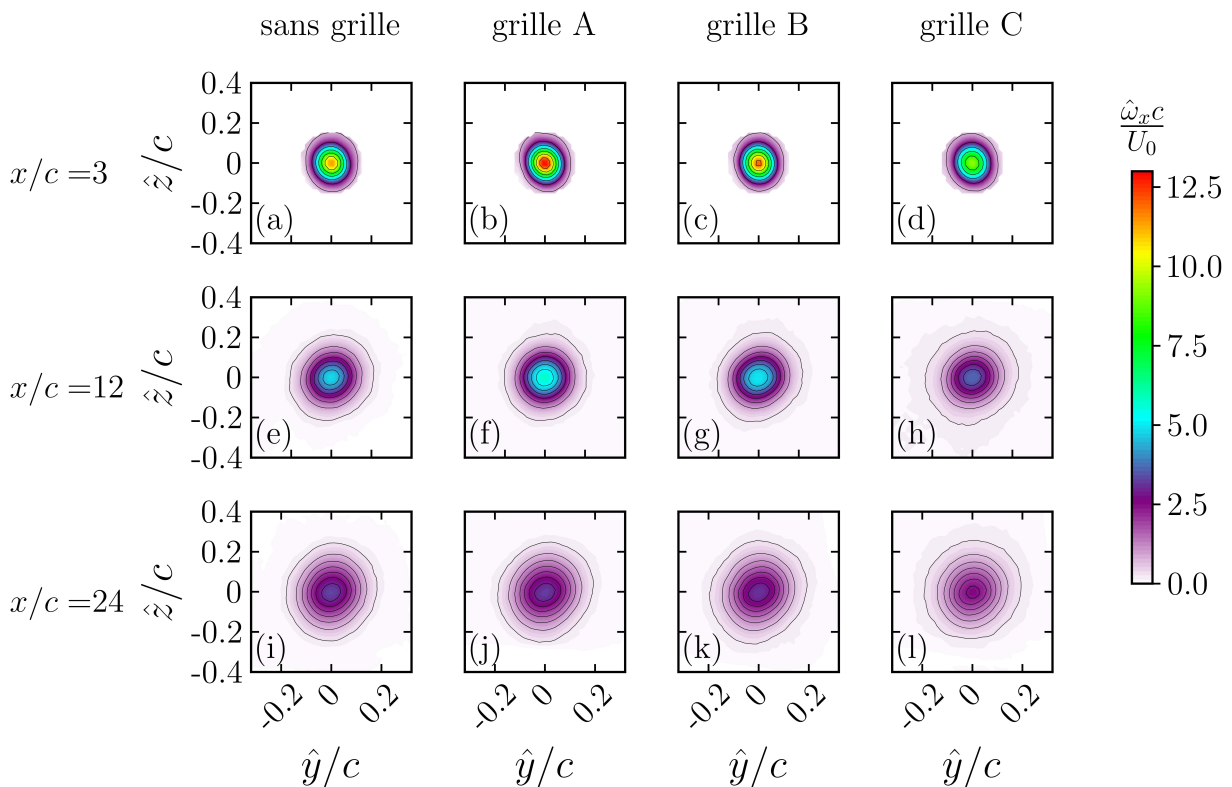 sans grille grille A grille B grille C
0.4
0.2
x/c =3 ẑ/c 0
-0.2
-0.4
(a) (b) (c) (d)
ω̂ₓc
U₀
12.5
10.0
7.5
5.0
2.5
0.0
0.4
0.2
x/c =12 ẑ/c 0
-0.2
-0.4
(e) (f) (g) (h)
0.4
0.2
x/c =24 ẑ/c 0
-0.2
-0.4
(i) (j) (k) (l)
-0.2 0 0.2 -0.2 0 0.2 -0.2 0 0.2 -0.2 0 0.2
ŷ/c ŷ/c ŷ/c ŷ/c